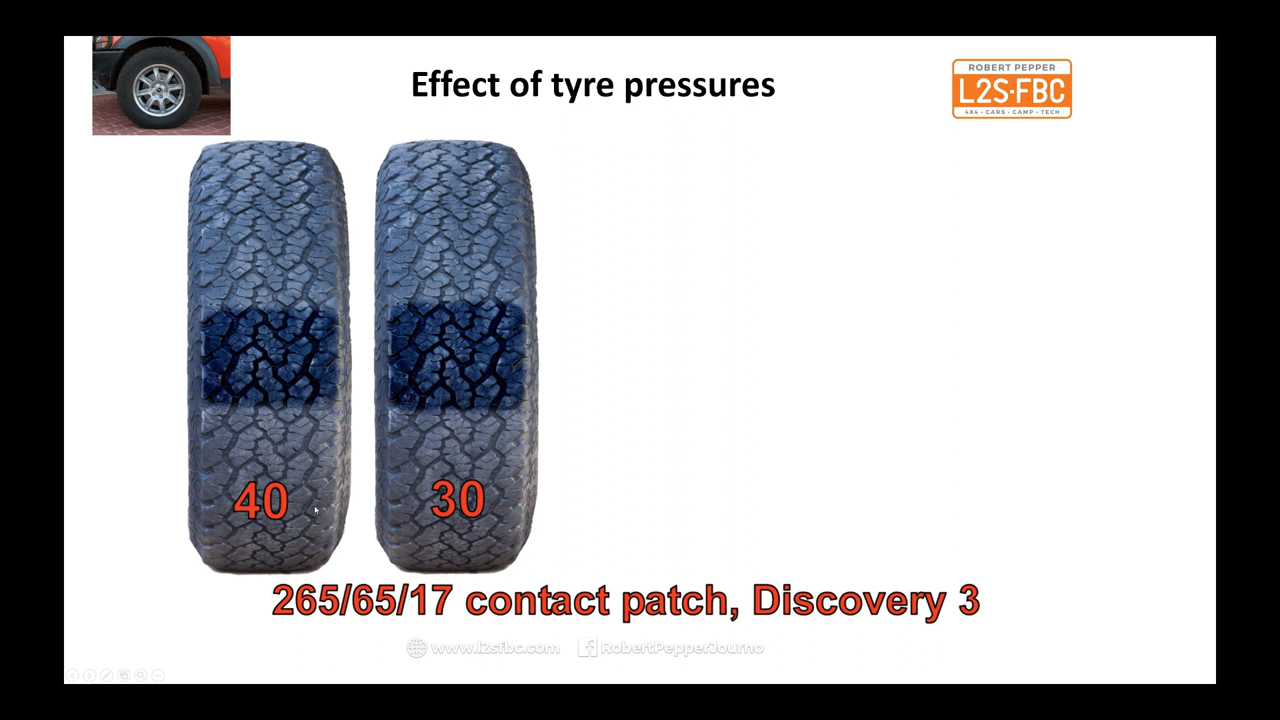 Effect of tyre pressures
ROBERT PEPPER
L2S·FBC
4X4 • CARS • CAMP • TECH
40
30
265/65/17 contact patch, Discovery 3
www.l2sfbc.com
RobertPepperJourno